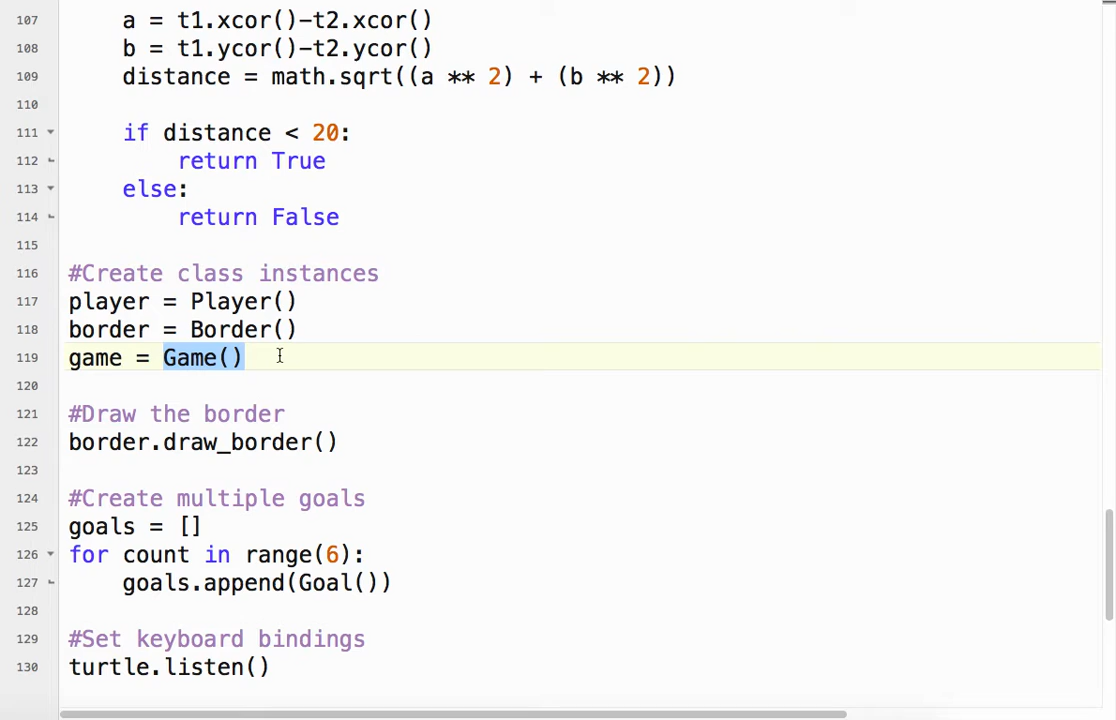 107 a = t1.xcor()-t2.xcor()
108 b = t1.ycor()-t2.ycor()
109 distance = math.sqrt((a ** 2) + (b ** 2))
110
111 if distance < 20:
112 return True
113 else:
114 return False
115
116 #Create class instances
117 player = Player()
118 border = Border()
119 game = Game()
120
121 #Draw the border
122 border.draw_border()
123
124 #Create multiple goals
125 goals = []
126 for count in range(6):
127 goals.append(Goal())
128
129 #Set keyboard bindings
130 turtle.listen()